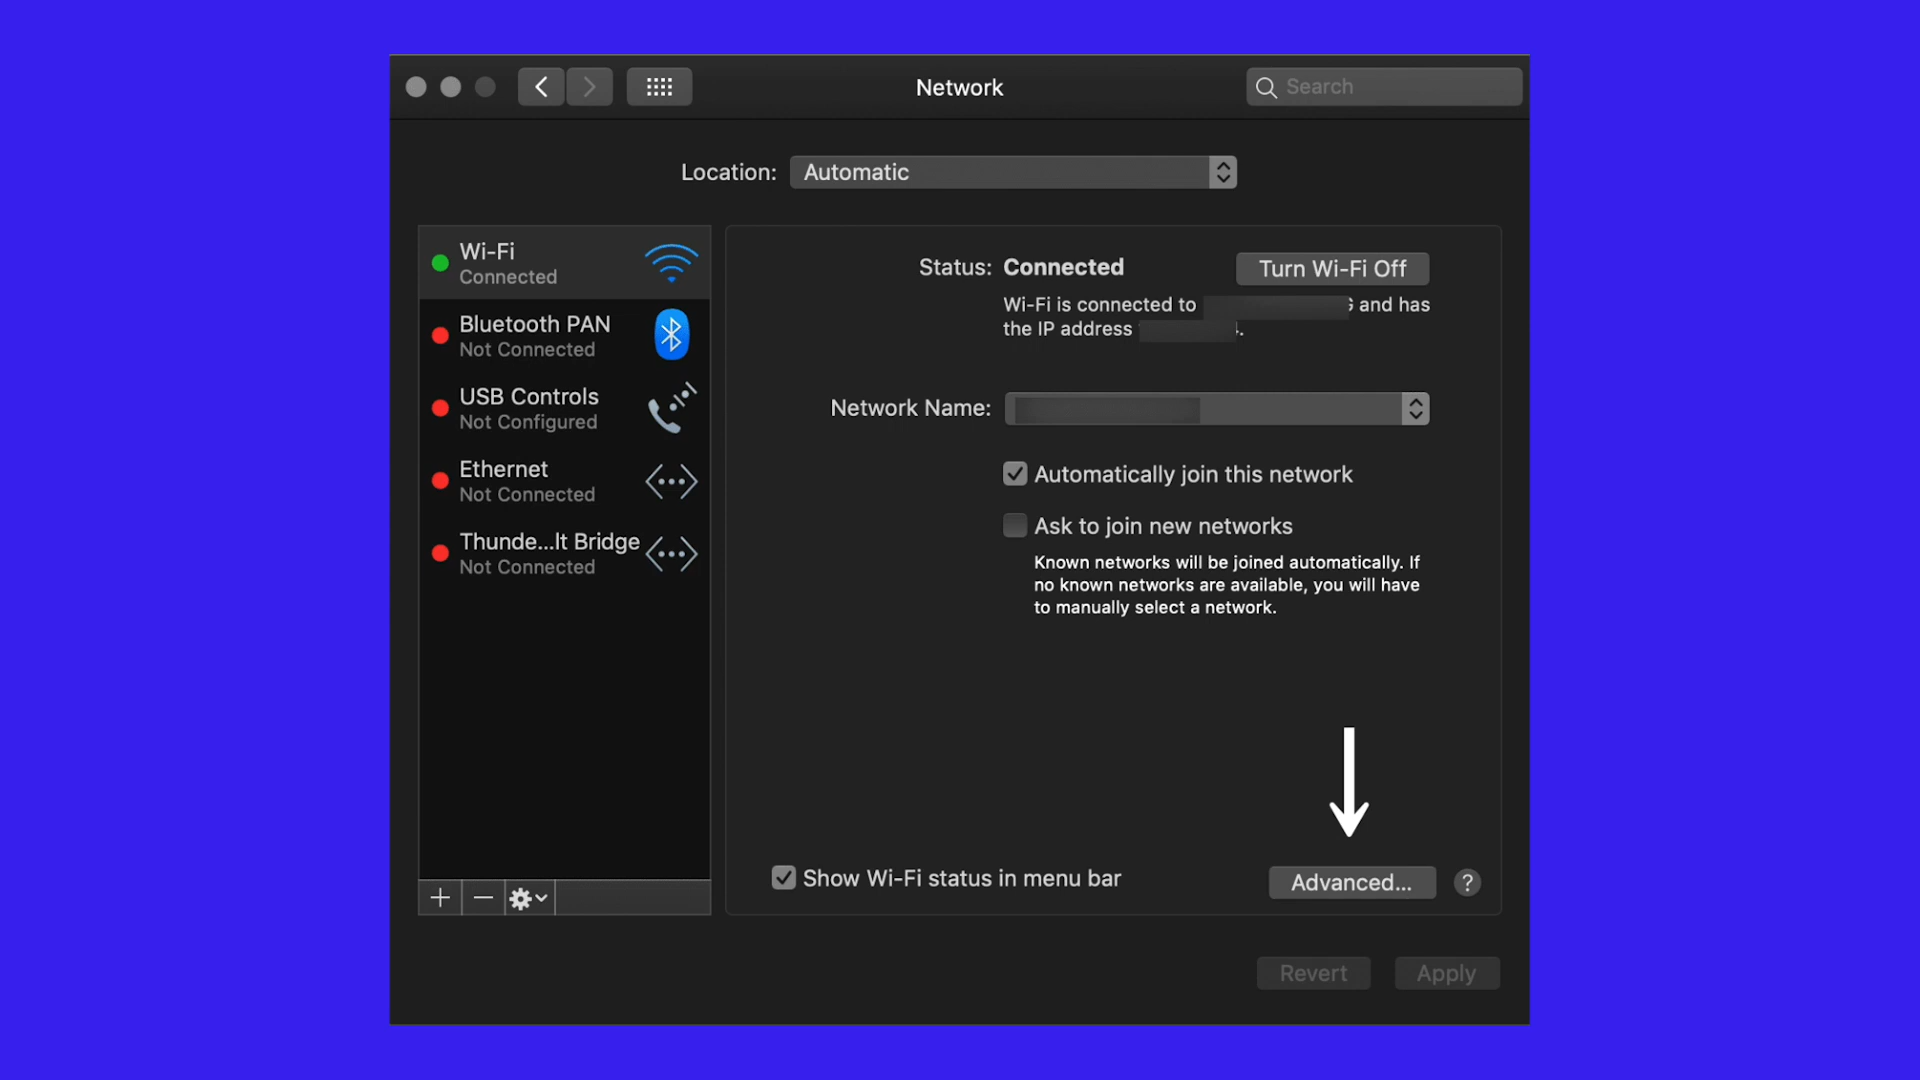 Network
Search
Location: Automatic
Wi-Fi
Connected
Bluetooth PAN
Not Connected
USB Controls
Not Configured
Ethernet
Not Connected
Thunde...lt Bridge
Not Connected
Status: Connected
Turn Wi-Fi Off
Wi-Fi is connected to and has
the IP address .
Network Name:
Automatically join this network
Ask to join new networks
Known networks will be joined automatically. If
no known networks are available, you will have
to manually select a network.
Show Wi-Fi status in menu bar
Advanced...
?
Revert
Apply